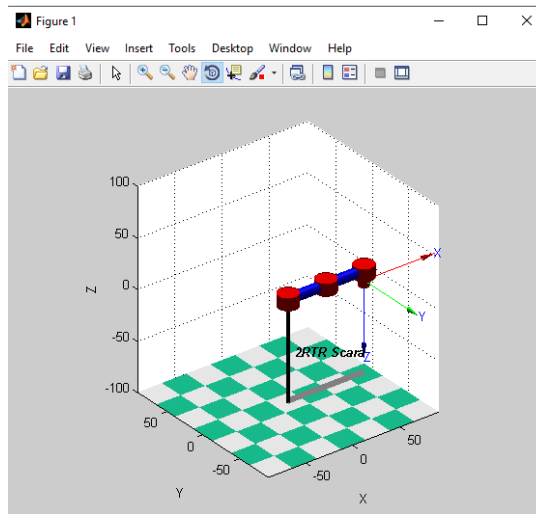 Figure 1
File Edit View Insert Tools Desktop Window Help
100
50
0
-50
-100
Z
X
Y
Z
2RTR Scara
50
0
-50
Y
-50
0
50
X